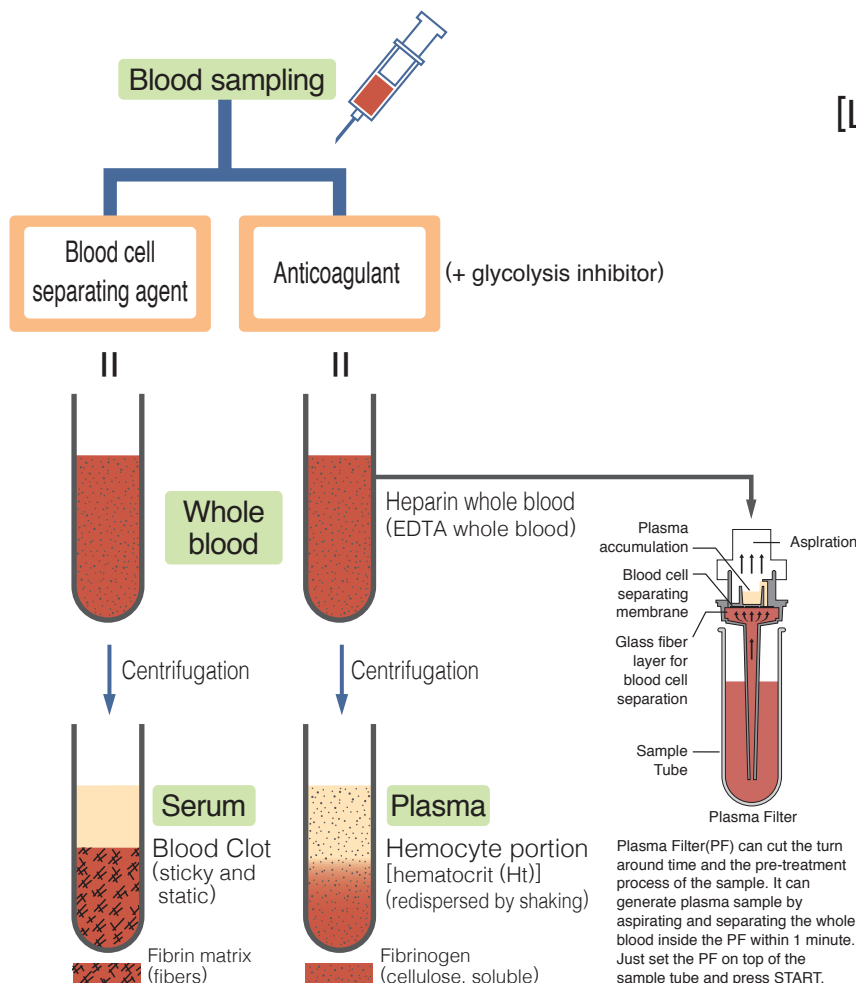 Blood sampling
[L
Blood cell
separating agent
Anticoagulant
(+ glycolysis inhibitor)
Whole
blood
Heparin whole blood
(EDTA whole blood)
Centrifugation
Centrifugation
Serum
Blood Clot
(sticky and
static)
Fibrin matrix
(fibers)
Plasma
Hemocyte portion
[hematocrit (Ht)]
(redispersed by shaking)
Fibrinogen
(cellulose, soluble)
Plasma
accumulation
Aspiration
Blood cell
separating
membrane
Glass fiber
layer for
blood cell
separation
Sample
Tube
Plasma Filter
Plasma Filter(PF) can cut the turn
around time and the pre-treatment
process of the sample. It can
generate plasma sample by
aspirating and separating the whole
blood inside the PF within 1 minute.
Just set the PF on top of the
sample tube and press START.